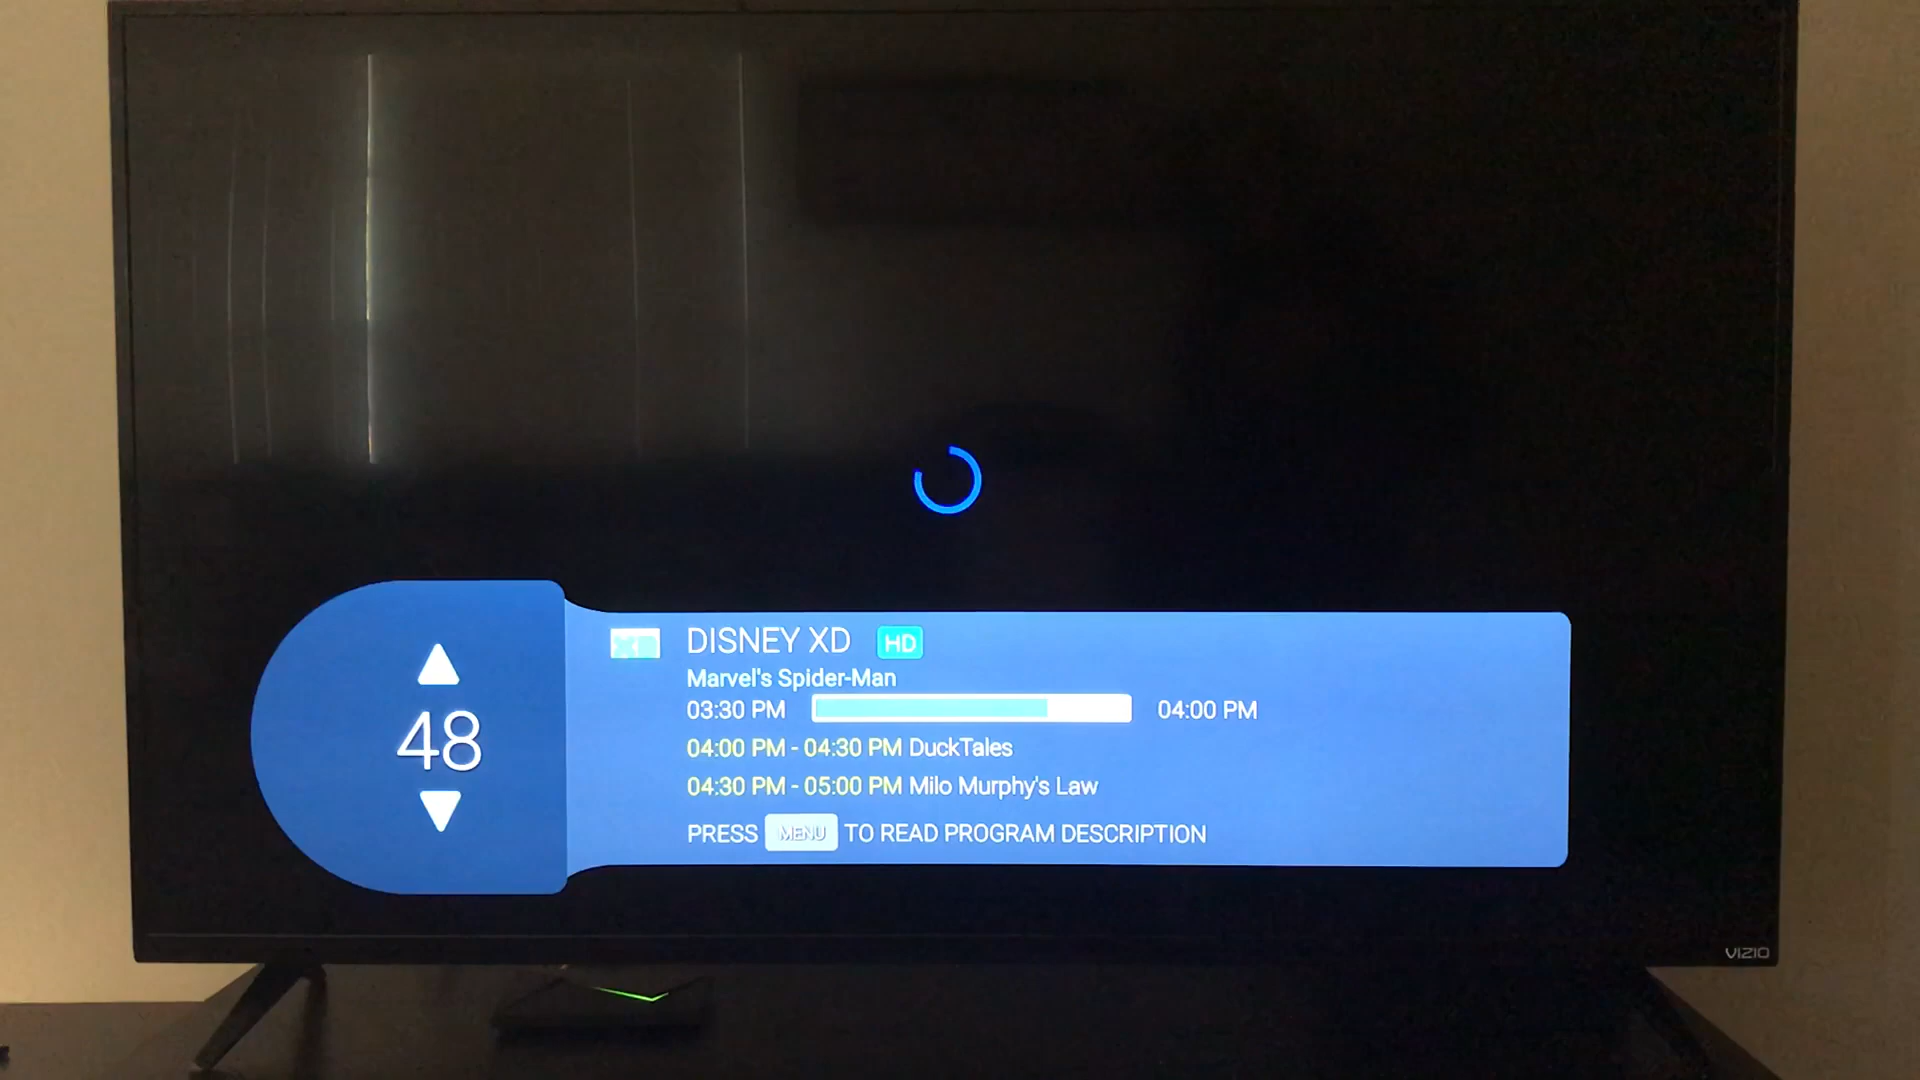 DISNEY XD HD
Marvel's Spider-Man
03:30 PM 04:00 PM
48
04:00 PM - 04:30 PM DuckTales
04:30 PM - 05:00 PM Milo Murphy's Law
PRESS MENU TO READ PROGRAM DESCRIPTION
VIZIO